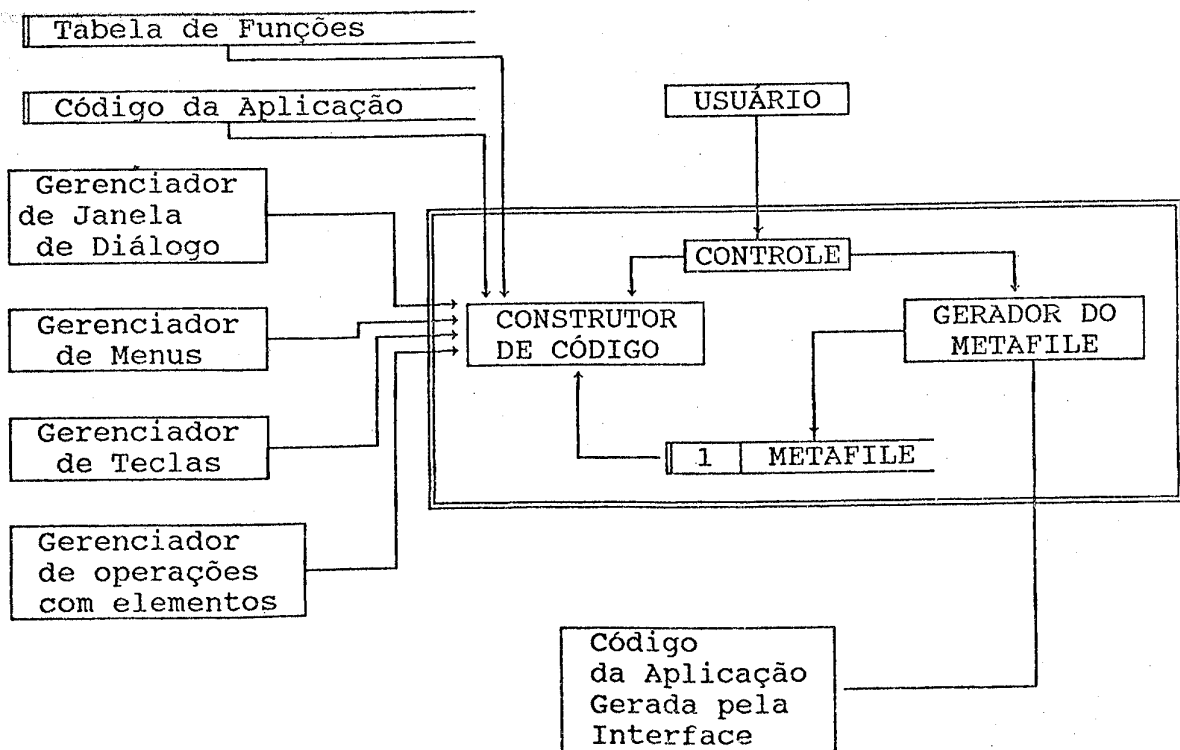 Tabela de Funções
Código da Aplicação
USUÁRIO
Gerenciador
de Janela
de Diálogo
CONTROLE
Gerenciador
de Menus
CONSTRUTOR
DE CÓDIGO
GERADOR DO
METAFILE
Gerenciador
de Teclas
1 METAFILE
Gerenciador
de operações
com elementos
Código
da Aplicação
Gerada pela
Interface